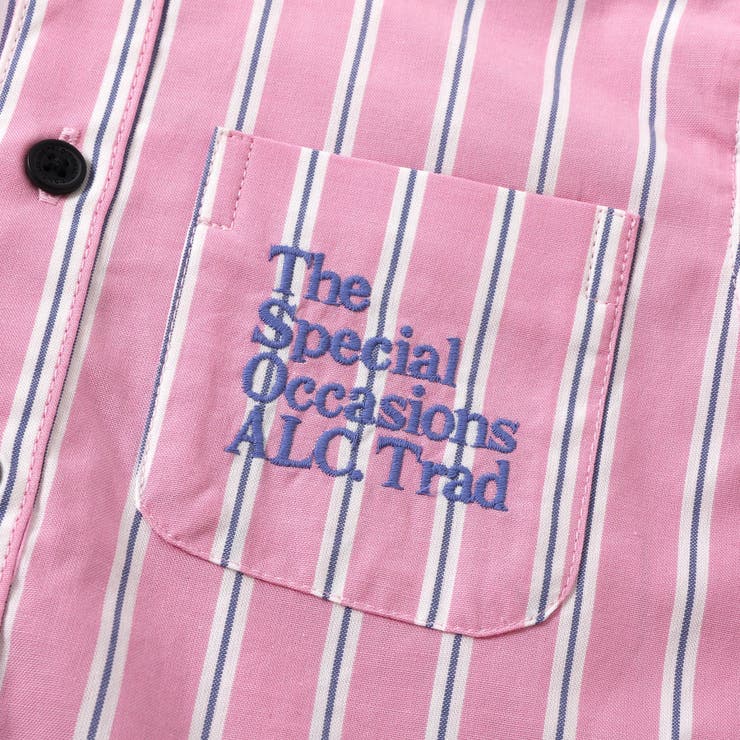 The
Special
Occasions
ALC. Trad